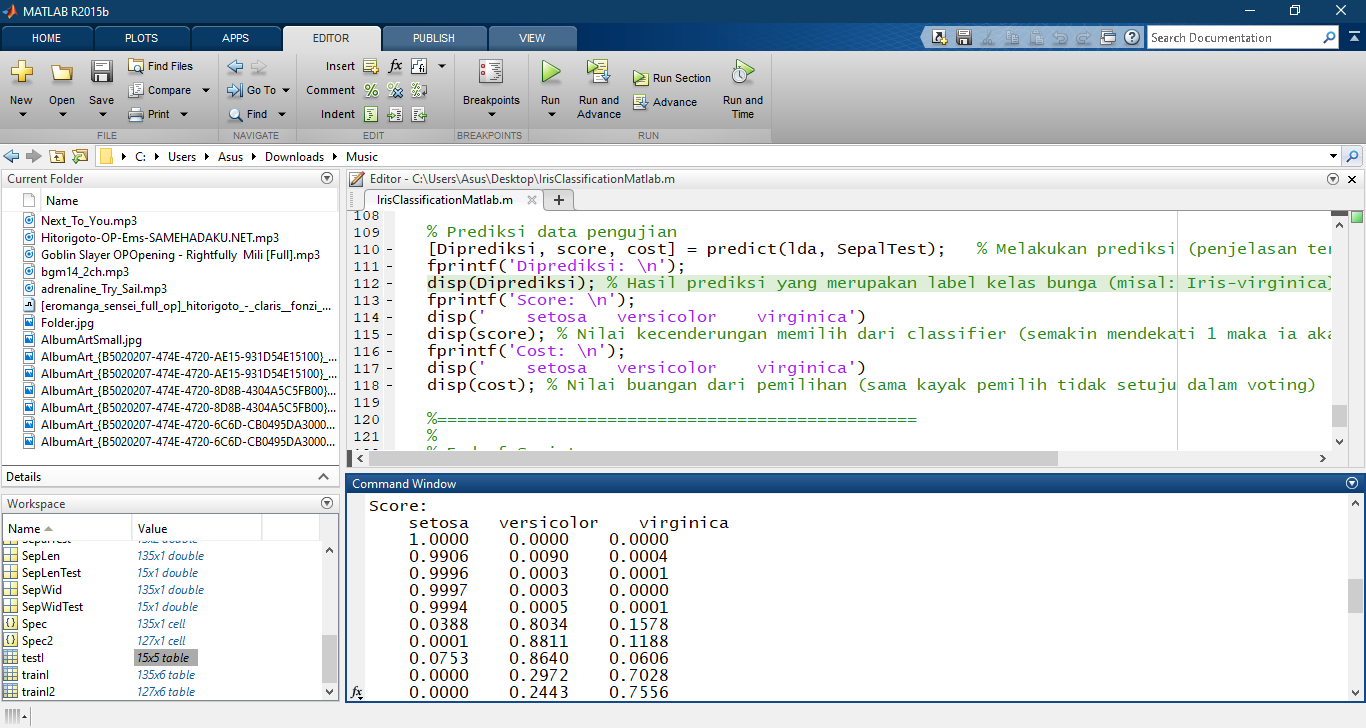 MATLAB R2015b
HOME PLOTS APPS EDITOR PUBLISH VIEW Search Documentation
Find Files Insert fx Run Section
Compare Go To Comment Advance
New Open Save Print Find Indent Breakpoints Run Run and Advance Run and Time
FILE NAVIGATE EDIT BREAKPOINTS RUN
C: Users Asus Downloads Music
Current Folder
Name
Next_To_You.mp3
Hitorigoto-OP-Ems-SAMEHADAKU.NET.mp3
Goblin Slayer OPOpening - Rightfully Mili [Full].mp3
bgm14_2ch.mp3
adrenaline_Try_Sail.mp3
[eromanga_sensei_full_op]_hitorigoto_-_claris__fonzi_...
Folder.jpg
AlbumArtSmall.jpg
AlbumArt_{B5020207-474E-4720-AE15-931D54E15100}_...
AlbumArt_{B5020207-474E-4720-AE15-931D54E15100}_...
AlbumArt_{B5020207-474E-4720-8D8B-4304A5C5FB00}...
AlbumArt_{B5020207-474E-4720-8D8B-4304A5C5FB00}...
AlbumArt_{B5020207-474E-4720-6C6D-CB0495DA3000...
AlbumArt_{B5020207-474E-4720-6C6D-CB0495DA3000...
Details
Workspace
Name Value
SepLen 135x1 double
SepLenTest 15x1 double
SepWid 135x1 double
SepWidTest 15x1 double
Spec 135x1 cell
Spec2 127x1 cell
testI 15x5 table
trainI 135x6 table
trainI2 127x6 table
Editor - C:\Users\Asus\Desktop\IrisClassificationMatlab.m
IrisClassificationMatlab.m
108
109 % Prediksi data pengujian
110 - [Diprediksi, score, cost] = predict(lda, SepalTest); % Melakukan prediksi (penjelasan ter
111 - fprintf('Diprediksi: \n');
112 - disp(Diprediksi); % Hasil prediksi yang merupakan label kelas bunga (misal: Iris-virginica)
113 - fprintf('Score: \n');
114 - disp(' setosa versicolor virginica')
115 - disp(score); % Nilai kecenderungan memilih dari classifier (semakin mendekati 1 maka ia aka
116 - fprintf('Cost: \n');
117 - disp(' setosa versicolor virginica')
118 - disp(cost); % Nilai buangan dari pemilihan (sama kayak pemilih tidak setuju dalam voting)
119
120 %================================================
121 %
Command Window
Score:
setosa versicolor virginica
1.0000 0.0000 0.0000
0.9906 0.0090 0.0004
0.9996 0.0003 0.0001
0.9997 0.0003 0.0000
0.9994 0.0005 0.0001
0.0388 0.8034 0.1578
0.0001 0.8811 0.1188
0.0753 0.8640 0.0606
0.0000 0.2972 0.7028
0.0000 0.2443 0.7556
fx